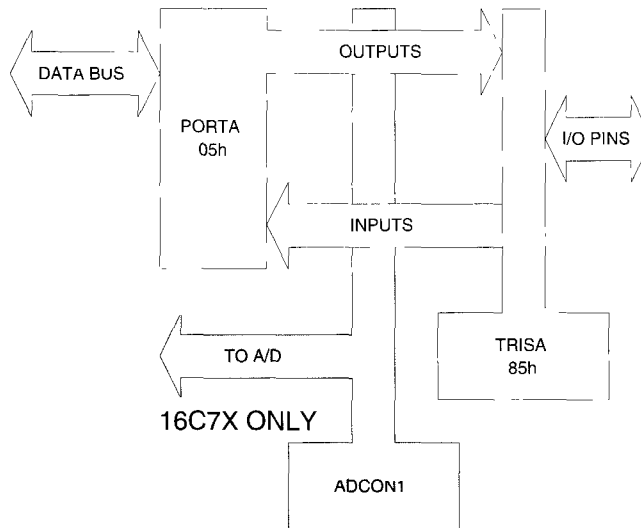 OUTPUTS
DATA BUS
PORTA
05h
I/O PINS
INPUTS
TO A/D
TRISA
85h
16C7X ONLY
ADCON1